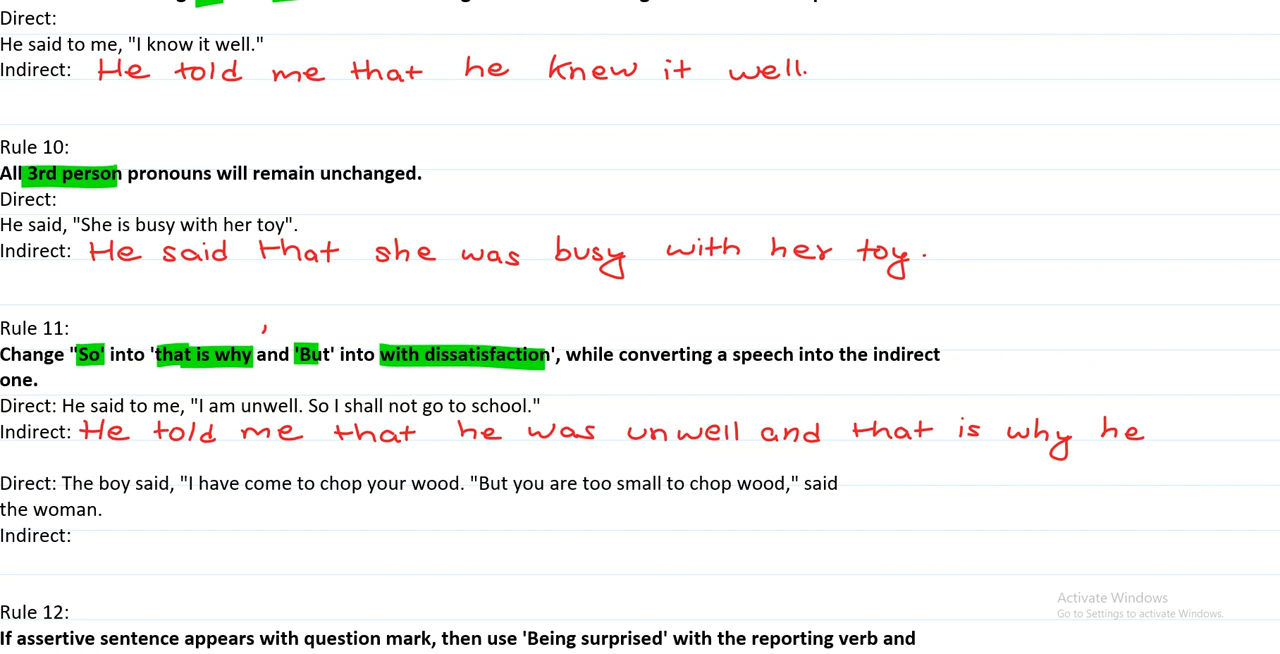 Direct:
He said to me, "I know it well."
Indirect: He told me that he knew it well.
Rule 10:
All 3rd person pronouns will remain unchanged.
Direct:
He said, "She is busy with her toy".
Indirect: He said that she was busy with her toy.
Rule 11:
Change "So' into 'that is why and 'But' into with dissatisfaction', while converting a speech into the indirect
one.
Direct: He said to me, "I am unwell. So I shall not go to school."
Indirect: He told me that he was unwell and that is why he
Direct: The boy said, "I have come to chop your wood. "But you are too small to chop wood," said
the woman.
Indirect:
Rule 12:
If assertive sentence appears with question mark, then use 'Being surprised' with the reporting verb and
Activate Windows
Go to Settings to activate Windows.